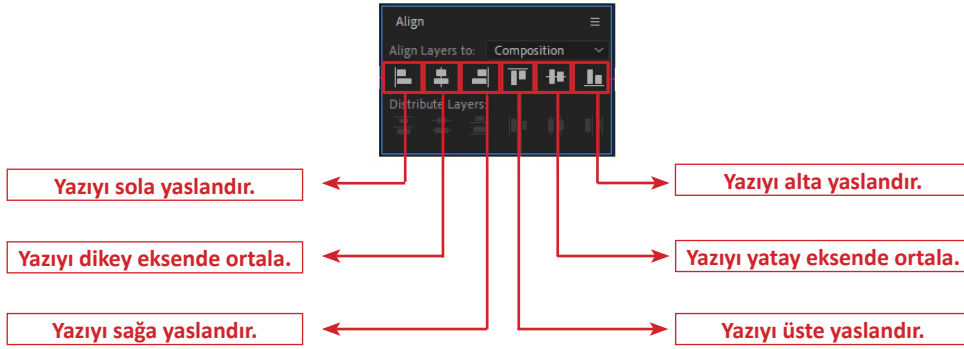 Align
Align Layers to: Composition
Distribute Layers:
Yazıyı sola yaslandır.
Yazıyı alta yaslandır.
Yazıyı dikey eksende ortala.
Yazıyı yatay eksende ortala.
Yazıyı sağa yaslandır.
Yazıyı üste yaslandır.